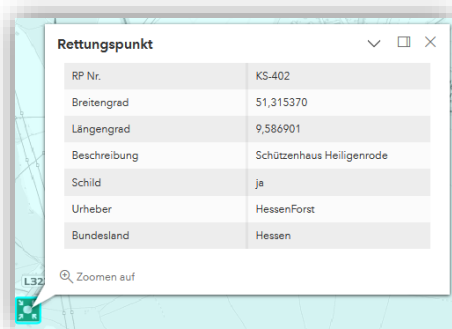 Rettungspunkt
RP Nr. KS-402
Breitengrad 51,315370
Längengrad 9,586901
Beschreibung Schützenhaus Heiligenrode
Schild ja
Urheber HessenForst
Bundesland Hessen
Zoomen auf
L32